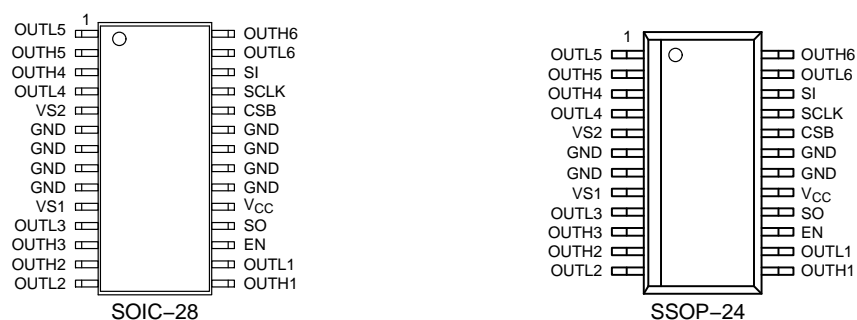 1
OUTL5 OUTH6
OUTH5 OUTL6
OUTH4 SI
OUTL4 SCLK
VS2 CSB
GND GND
GND GND
GND GND
GND GND
VS1 VCC
OUTL3 SO
OUTH3 EN
OUTH2 OUTL1
OUTL2 OUTH1
SOIC–28
1
OUTL5 OUTH6
OUTH5 OUTL6
OUTH4 SI
OUTL4 SCLK
VS2 CSB
GND GND
GND GND
VS1 VCC
OUTL3 SO
OUTH3 EN
OUTH2 OUTL1
OUTL2 OUTH1
SSOP–24